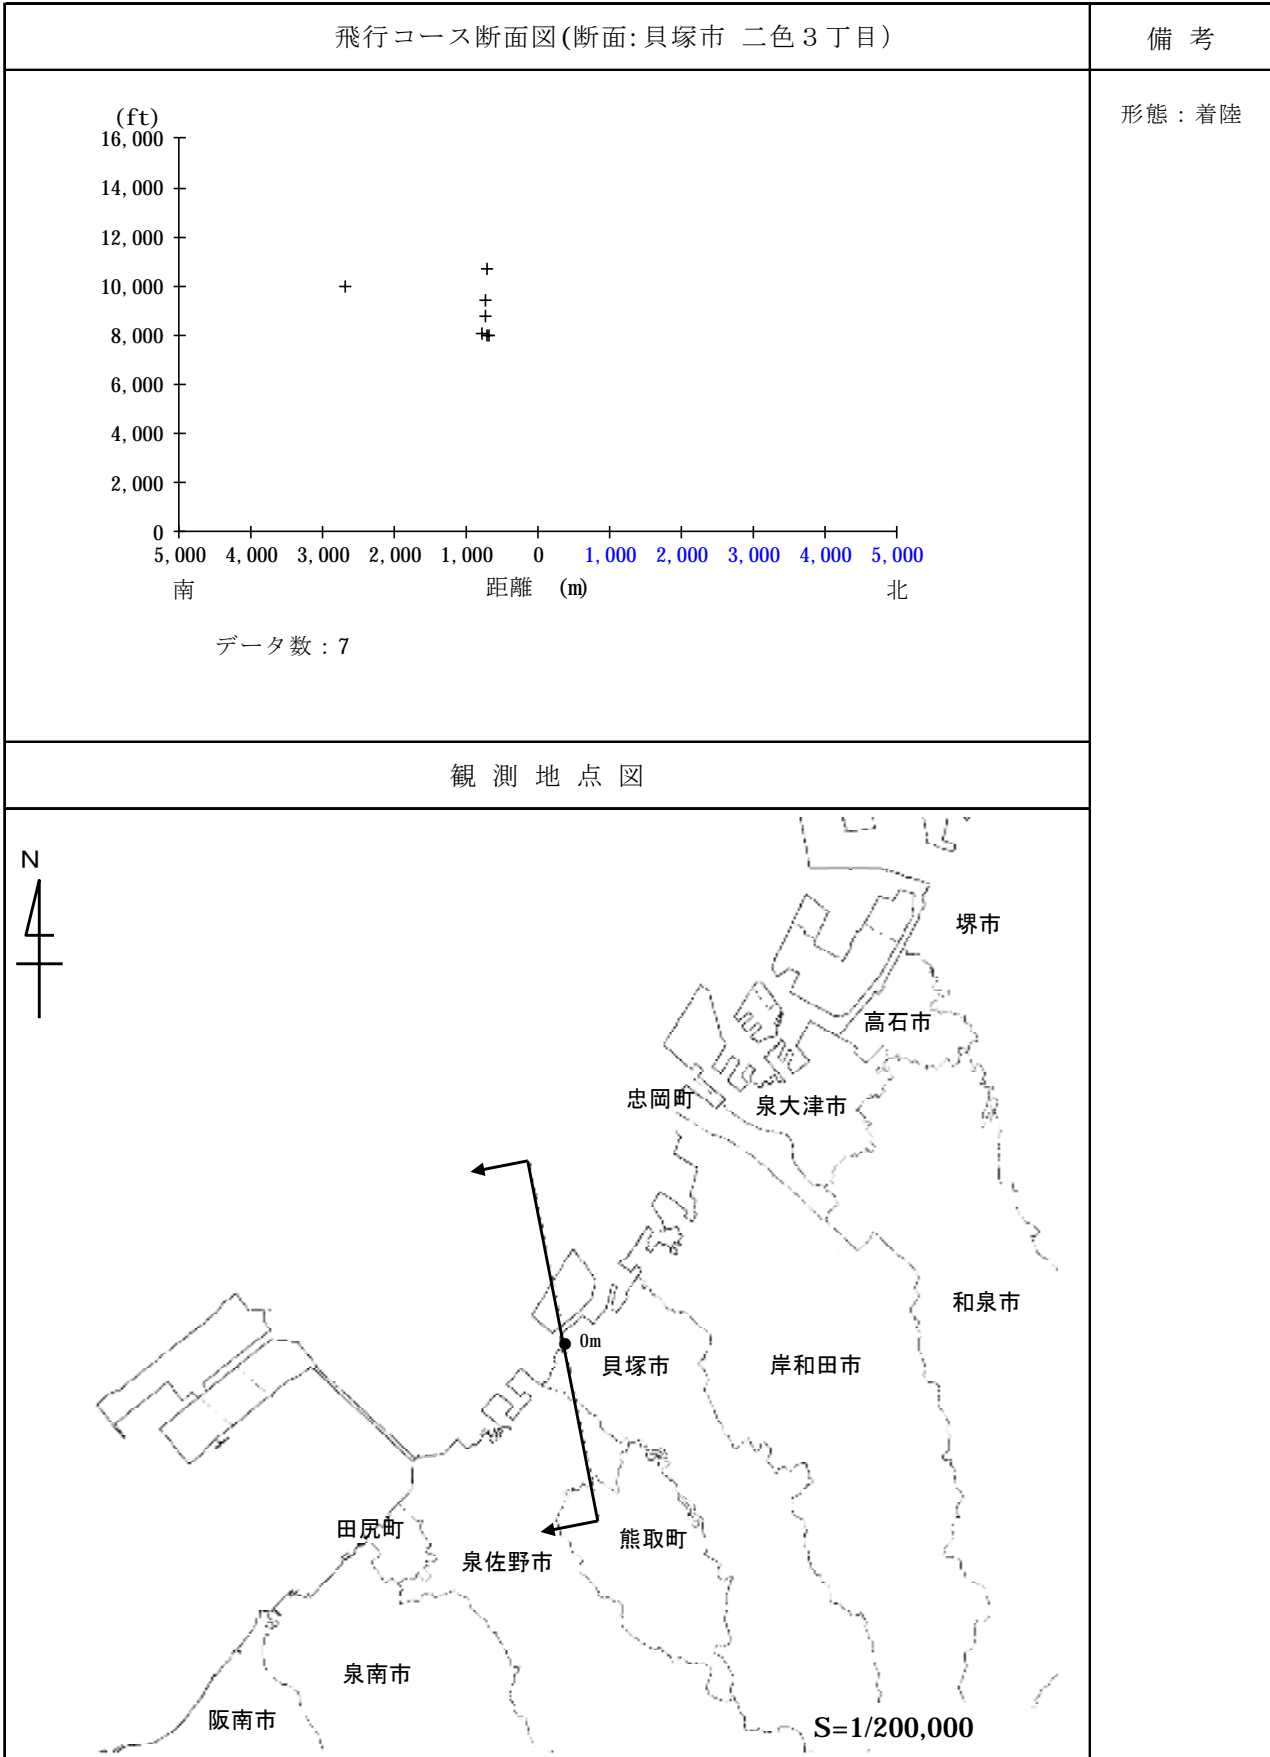 飛行コース断面図(断面:貝塚市 二色３丁目)
備 考
形態：着陸
(ft)
16,000
14,000
12,000
10,000
8,000
6,000
4,000
2,000
0
5,000 4,000 3,000 2,000 1,000 0 1,000 2,000 3,000 4,000 5,000
南 距離 (m) 北
データ数：7
観 測 地 点 図
N
堺市
高石市
忠岡町
泉大津市
和泉市
0m
貝塚市
岸和田市
田尻町
熊取町
泉佐野市
泉南市
阪南市
S=1/200,000